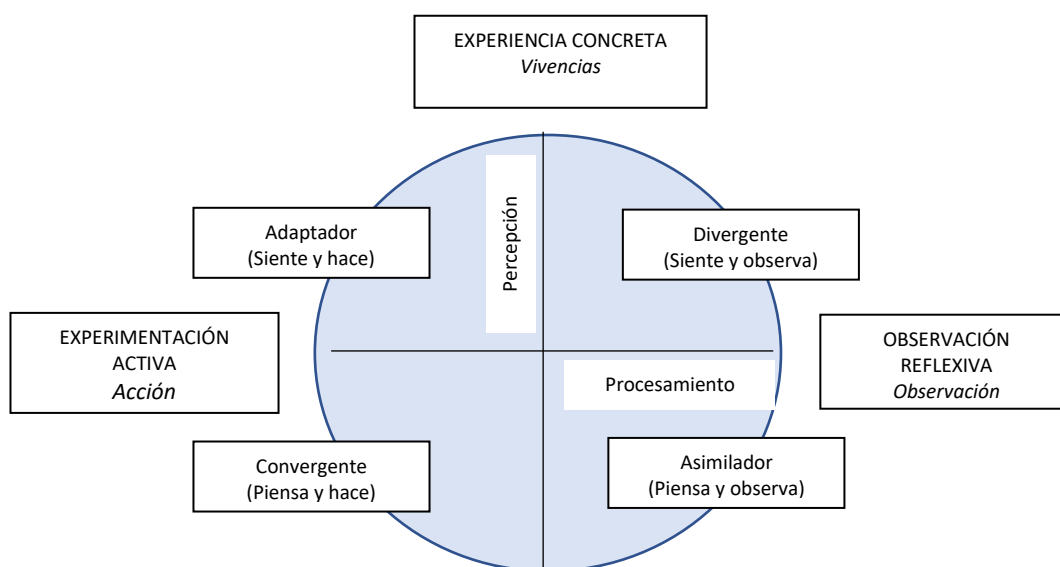 EXPERIENCIA CONCRETA
Vivencias
Percepción
Adaptador
(Siente y hace)
Divergente
(Siente y observa)
EXPERIMENTACIÓN
ACTIVA
Acción
OBSERVACIÓN
REFLEXIVA
Observación
Procesamiento
Convergente
(Piensa y hace)
Asimilador
(Piensa y observa)